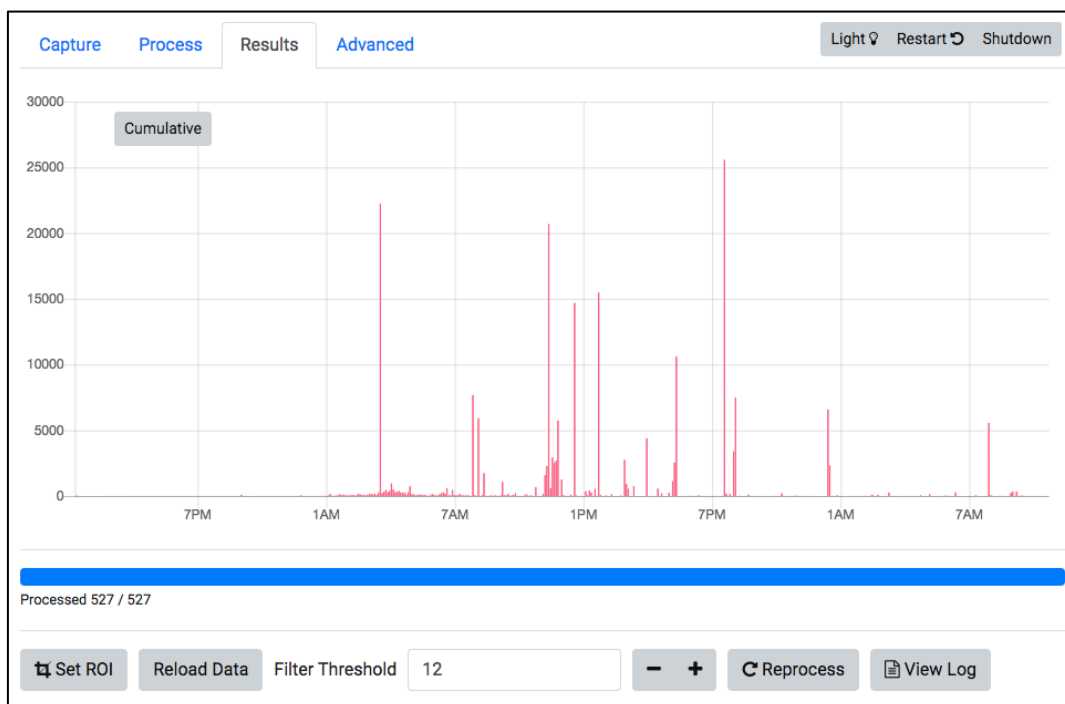 Capture Process Results Advanced Light Restart Shutdown
30000
Cumulative
25000
20000
15000
10000
5000
0
7PM 1AM 7AM 1PM 7PM 1AM 7AM
Processed 527 / 527
Set ROI Reload Data Filter Threshold 12 Reprocess View Log